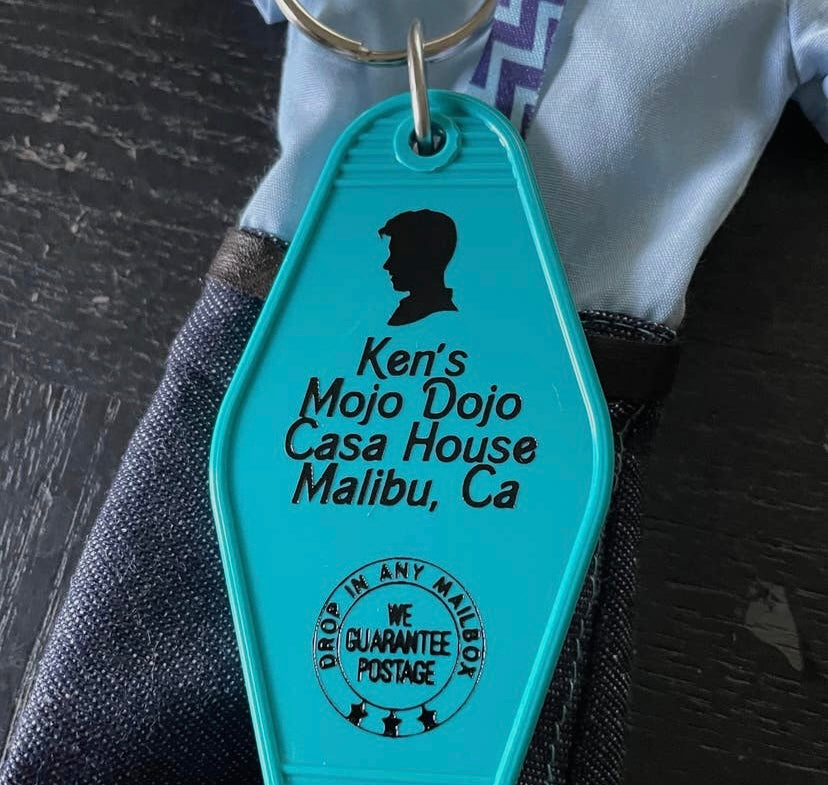 Ken's
Mojo Dojo
Casa House
Malibu, Ca
DROP IN ANY MAILBOX
WE
GUARANTEE
POSTAGE